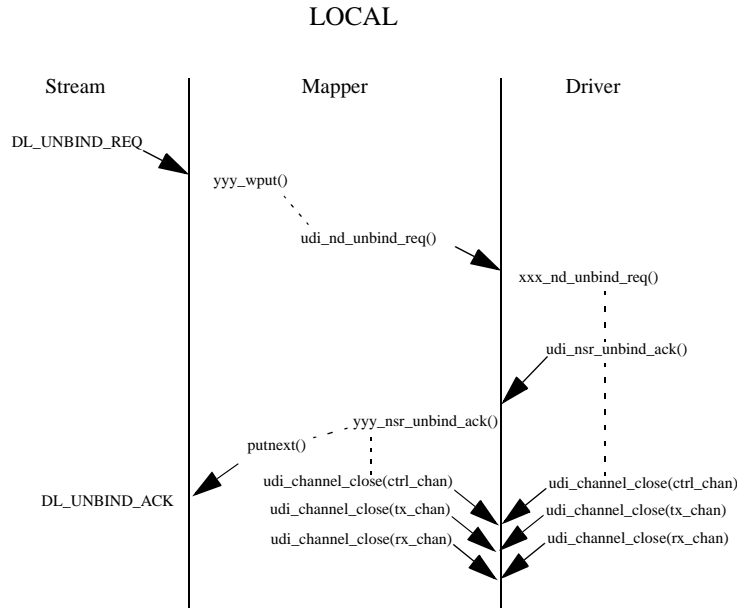 LOCAL
Stream Mapper Driver
DL_UNBIND_REQ
yyy_wput()
udi_nd_unbind_req()
xxx_nd_unbind_req()
udi_nsr_unbind_ack()
yyy_nsr_unbind_ack()
putnext()
DL_UNBIND_ACK
udi_channel_close(ctrl_chan) udi_channel_close(ctrl_chan)
udi_channel_close(tx_chan) udi_channel_close(tx_chan)
udi_channel_close(rx_chan) udi_channel_close(rx_chan)